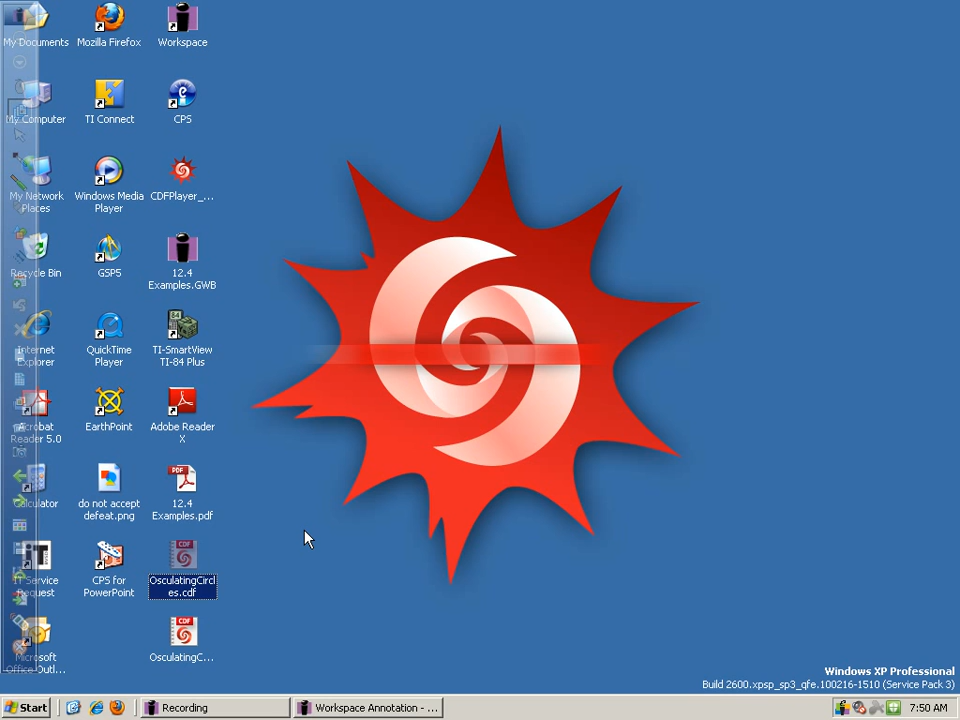 My Documents
Mozilla Firefox
Workspace
My Computer
TI Connect
CPS
My Network
Places
Windows Media
Player
CDFPlayer_...
Recycle Bin
GSP5
12.4
Examples.GWB
Internet
Explorer
QuickTime
Player
TI-SmartView
TI-84 Plus
Acrobat
Reader 5.0
EarthPoint
Adobe Reader
X
Calculator
do not accept
defeat.png
12.4
Examples.pdf
IT Service
Request
CPS for
PowerPoint
OsculatingCircl
es.cdf
Microsoft
Office Outl...
OsculatingC...
Windows XP Professional
Build 2600.xpsp_sp3_qfe.100216-1510 (Service Pack 3)
Start
Recording
Workspace Annotation - ...
7:50 AM